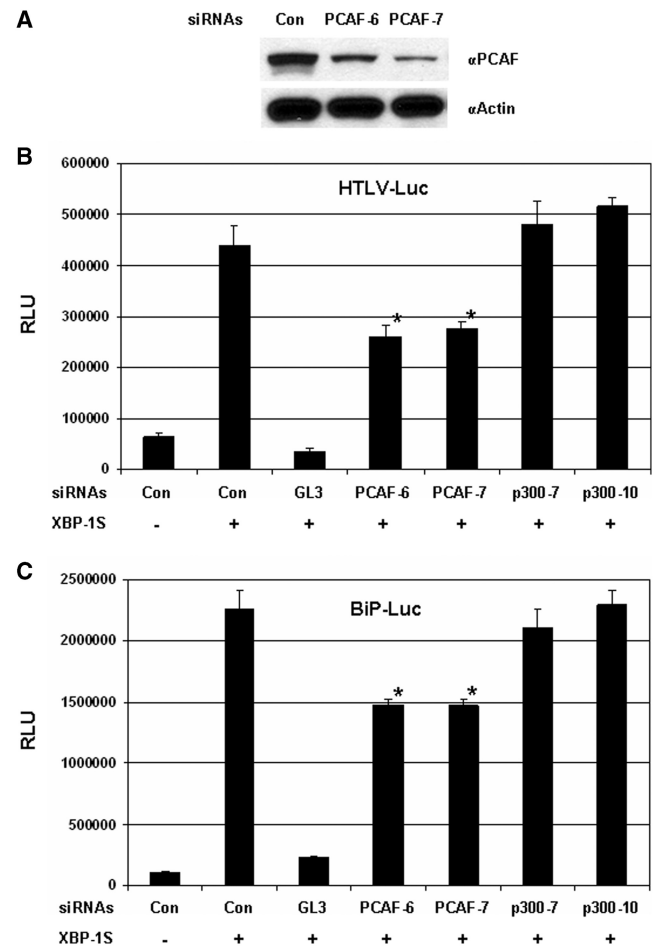 A
siRNAs Con PCAF-6 PCAF-7
αPCAF
αActin
B
600000
HTLV-Luc
500000
400000
300000
200000
100000
0
RLU
* *
siRNAs Con Con GL3 PCAF-6 PCAF-7 p300-7 p300-10
XBP-1S - + + + + + +
C
2500000
BiP-Luc
2000000
1500000
1000000
500000
0
RLU
* *
siRNAs Con Con GL3 PCAF-6 PCAF-7 p300-7 p300-10
XBP-1S - + + + + + +